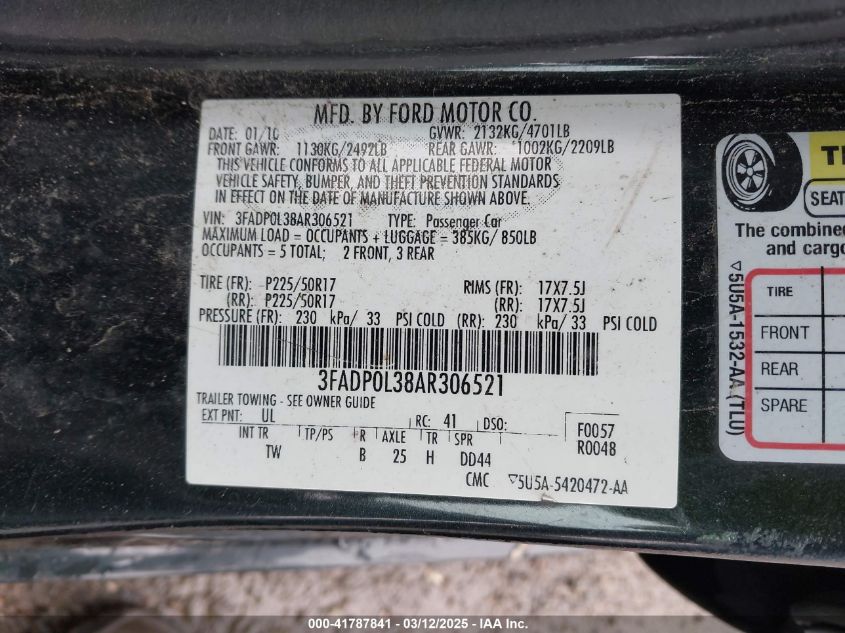 MFD. BY FORD MOTOR CO.
DATE: 01/10 GVWR: 2132KG/4701LB
FRONT GAWR: 1130KG/2492LB REAR GAWR: 1002KG/2209LB
THIS VEHICLE CONFORMS TO ALL APPLICABLE FEDERAL MOTOR
VEHICLE SAFETY, BUMPER, AND THEFT PREVENTION STANDARDS
IN EFFECT ON THE DATE OF MANUFACTURE SHOWN ABOVE.
VIN: 3FADP0L38AR306521 TYPE: Passenger Car
MAXIMUM LOAD = OCCUPANTS + LUGGAGE = 385KG/ 850LB
OCCUPANTS = 5 TOTAL; 2 FRONT, 3 REAR
TIRE (FR): P225/50R17 RIMS (FR): 17X7.5J
(RR): P225/50R17 (RR): 17X7.5J
PRESSURE (FR): 230 kPa/ 33 PSI COLD (RR): 230 kPa/ 33 PSI COLD
3FADP0L38AR306521
TRAILER TOWING - SEE OWNER GUIDE
EXT PNT: UL RC: 41 DSO: F0057
R0048
INT TR TP/PS R AXLE TR SPR
TW B 25 H DD44
CMC ▽5U5A-5420472-AA
SEAT
The combined
and cargo
TIRE
FRONT
REAR
SPARE
▽5U5A-1532-AA (TLU)
000-41787841 - 03/12/2025 - IAA Inc.